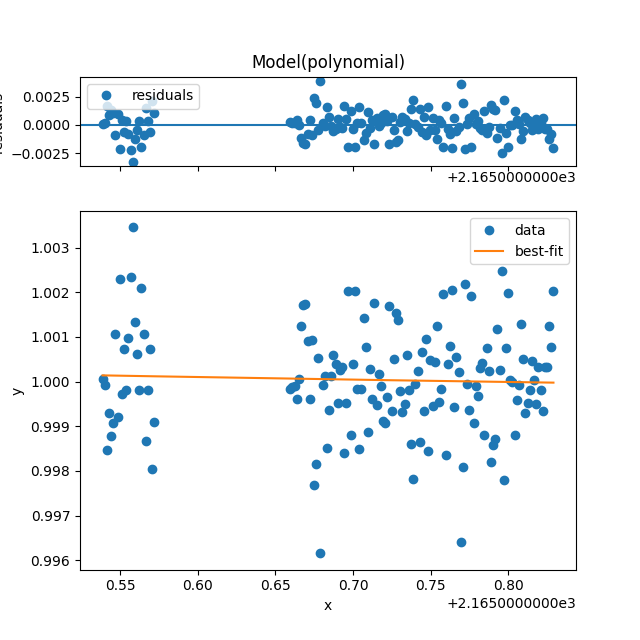 Model(polynomial)
residuals
0.0025
0.0000
−0.0025
residuals
+2.1650000000e3
data
best-fit
1.003
1.002
1.001
1.000
0.999
0.998
0.997
0.996
y
0.55
0.60
0.65
0.70
0.75
0.80
x
+2.1650000000e3